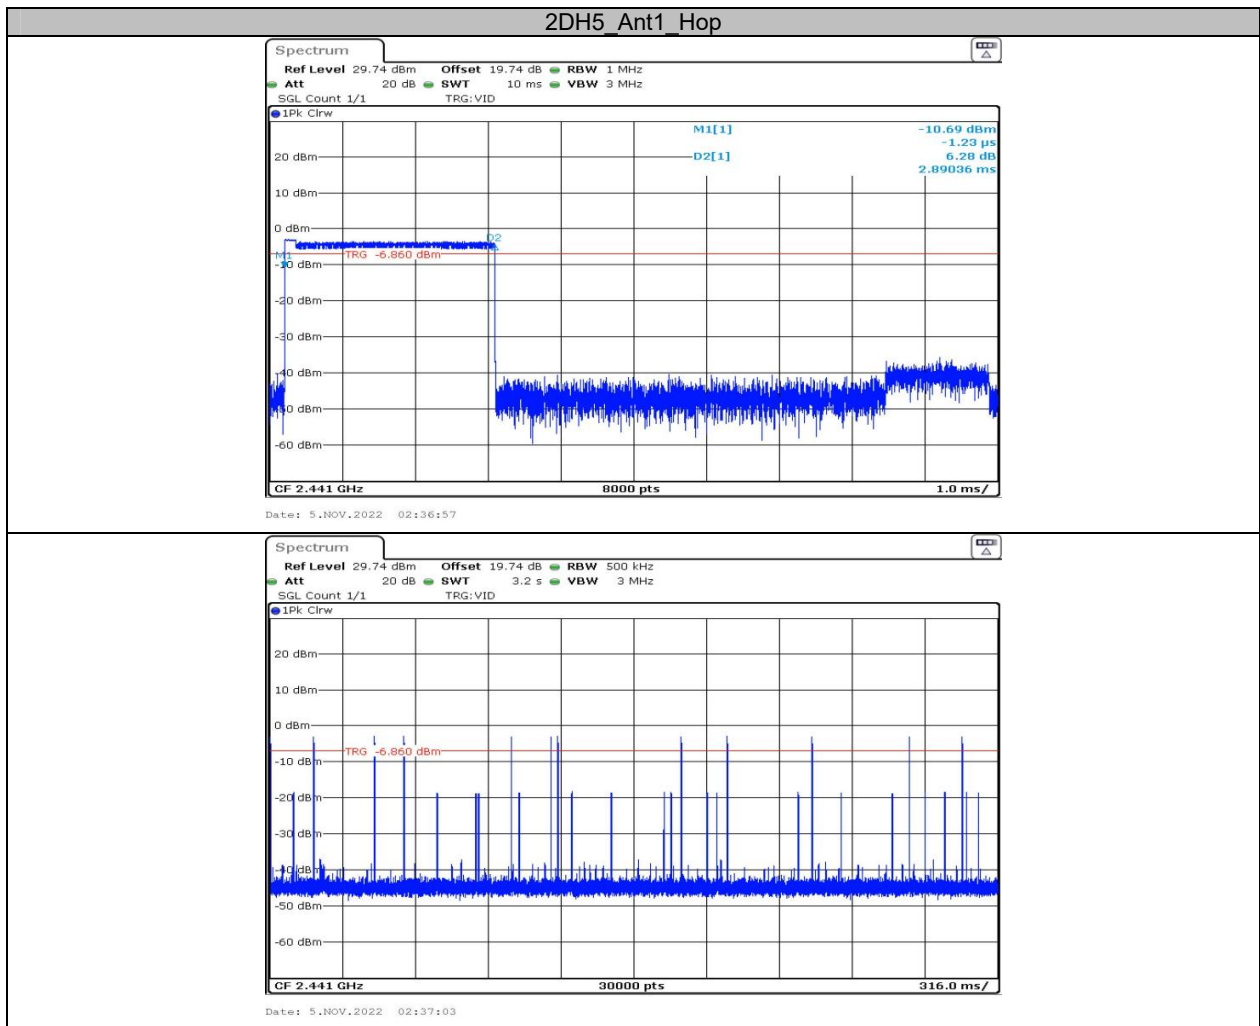 2DH5_Ant1_Hop
Spectrum
Ref Level 29.74 dBm Offset 19.74 dB RBW 1 MHz
Att 20 dB SWT 10 ms VBW 3 MHz
SGL Count 1/1 TRG:VID
1Pk Clrw
M1[1] -10.69 dBm
-1.23 µs
20 dBm D2[1] 6.28 dB
2.89036 ms
10 dBm
0 dBm
D2
M1 TRG -6.860 dBm
-10 dBm
-20 dBm
-30 dBm
-40 dBm
-50 dBm
-60 dBm
CF 2.441 GHz 8000 pts 1.0 ms/
Date: 5.NOV.2022 02:36:57
Spectrum
Ref Level 29.74 dBm Offset 19.74 dB RBW 500 kHz
Att 20 dB SWT 3.2 s VBW 3 MHz
SGL Count 1/1 TRG:VID
1Pk Clrw
20 dBm
10 dBm
0 dBm
TRG -6.860 dBm
-10 dBm
-20 dBm
-30 dBm
-40 dBm
-50 dBm
-60 dBm
CF 2.441 GHz 30000 pts 316.0 ms/
Date: 5.NOV.2022 02:37:03